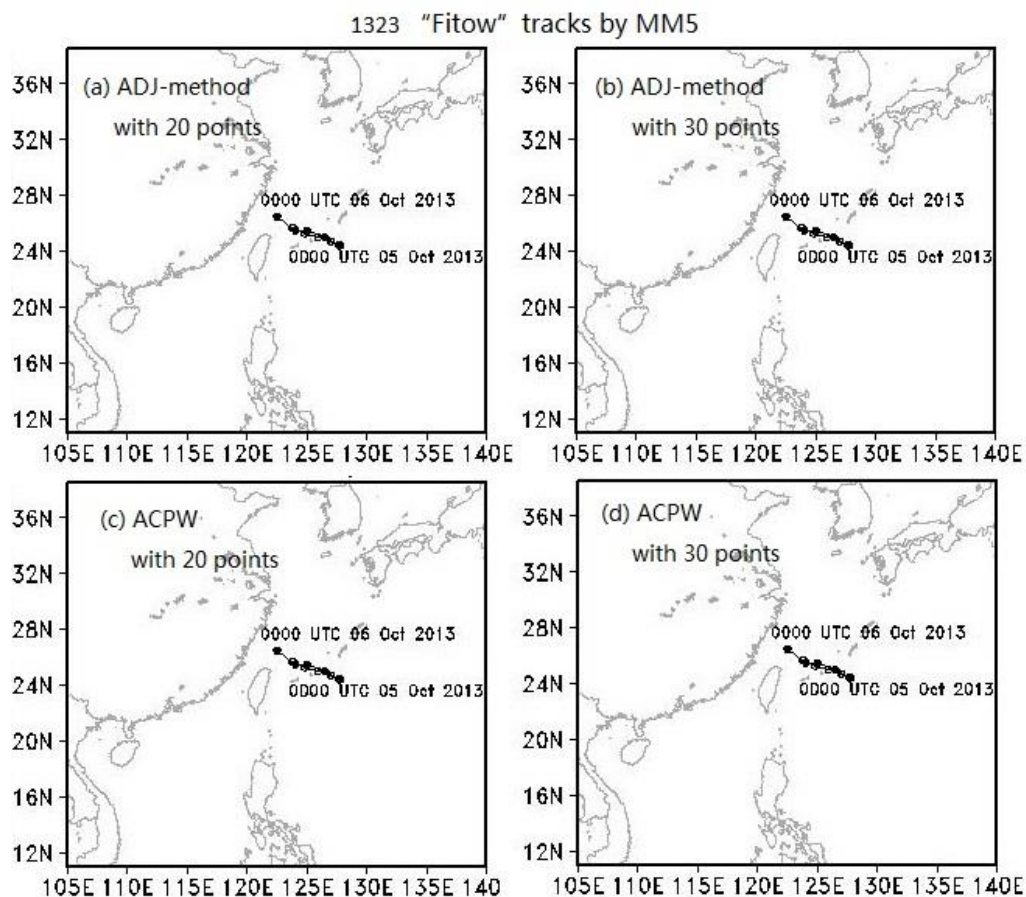 1323 “Fitow” tracks by MM5
(a) ADJ-method
with 20 points
36N
32N
28N
24N
20N
16N
12N
0000 UTC 06 Oct 2013
0000 UTC 05 Oct 2013
105E 110E 115E 120E 125E 130E 135E 140E
(b) ADJ-method
with 30 points
36N
32N
28N
24N
20N
16N
12N
0000 UTC 06 Oct 2013
0000 UTC 05 Oct 2013
105E 110E 115E 120E 125E 130E 135E 140E
(c) ACPW
with 20 points
36N
32N
28N
24N
20N
16N
12N
0000 UTC 06 Oct 2013
0000 UTC 05 Oct 2013
105E 110E 115E 120E 125E 130E 135E 140
(d) ACPW
with 30 points
36N
32N
28N
24N
20N
16N
12N
0000 UTC 06 Oct 2013
0000 UTC 05 Oct 2013
105E 110E 115E 120E 125E 130E 135E 140E